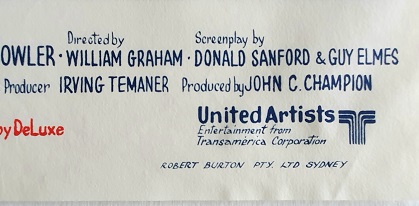 Directed by Screenplay by
OWLER · WILLIAM GRAHAM · DONALD SANFORD & GUY ELMES
Producer IRVING TEMANER Produced by JOHN C. CHAMPION
United Artists
by DeLuxe
Entertainment from
Transamerica Corporation
ROBERT BURTON PTY. LTD SYDNEY